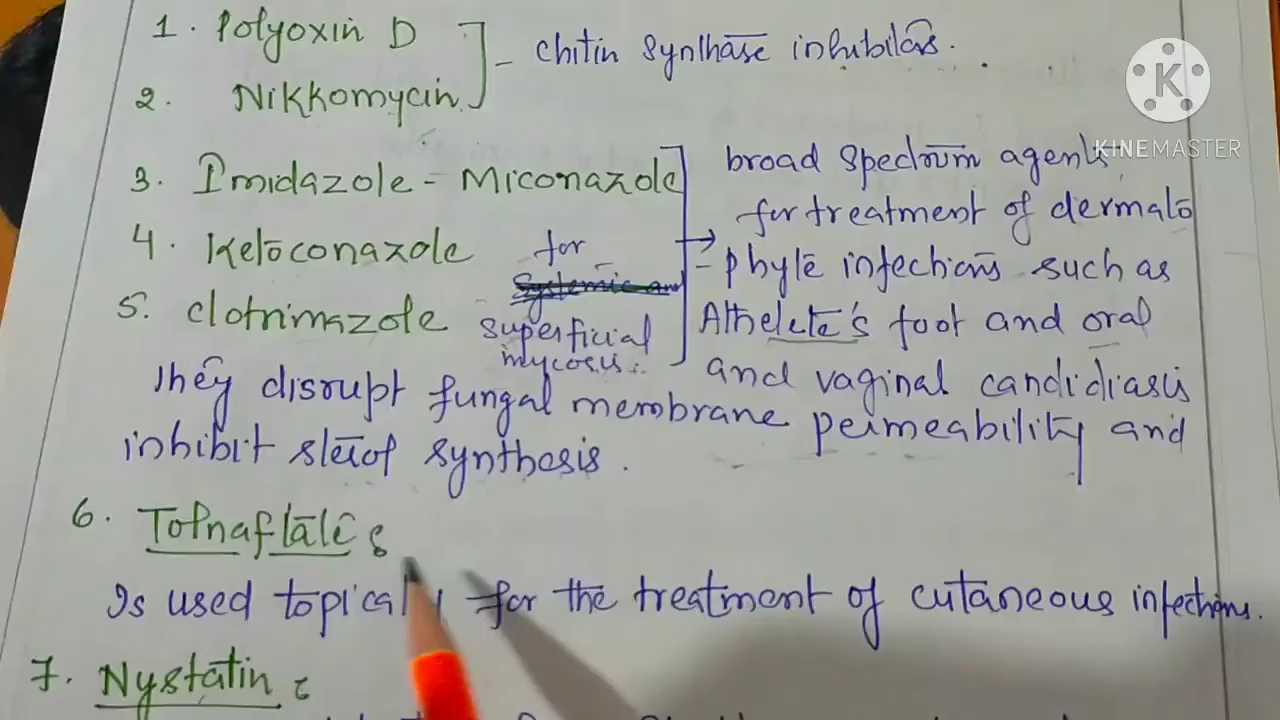 1. Polyoxin D
2. Nikkomycin
- chitin synthase inhibitors.
3. Imidazole - Miconazole
4. Ketoconazole
5. Clotrimazole
for
superficial
mycosis.
broad spectrum agents
for treatment of dermato
- phyte infections such as
Athelete's foot and oral
and vaginal candidiasis
They disrupt fungal membrane permeability and
inhibit sterol synthesis.
6. Tolnaftate :
Is used topically for the treatment of cutaneous infections.
7. Nystatin :
K
KINEMASTER